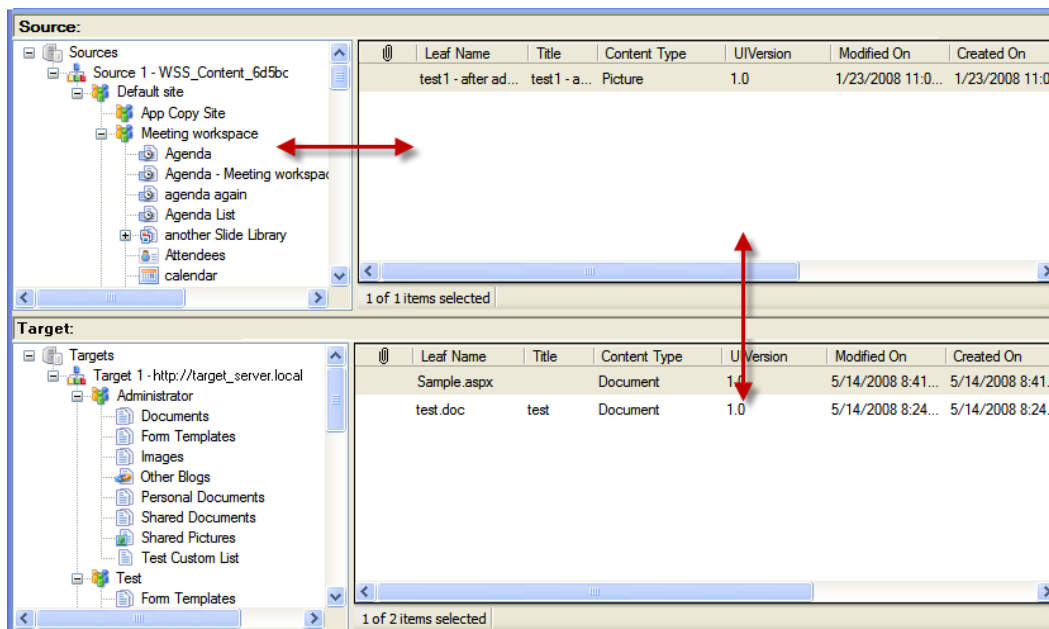 Source:
Sources
Source 1 - WSS_Content_6d5bc
Default site
App Copy Site
Meeting workspace
Agenda
Agenda - Meeting workspac
agenda again
Agenda List
another Slide Library
Attendees
calendar
Leaf Name Title Content Type UIVersion Modified On Created On
test1 - after ad... test1 - a... Picture 1.0 1/23/2008 11:0... 1/23/2008 11:0
1 of 1 items selected
Target:
Targets
Target 1 - http://target_server.local
Administrator
Documents
Form Templates
Images
Other Blogs
Personal Documents
Shared Documents
Shared Pictures
Test Custom List
Test
Form Templates
Leaf Name Title Content Type UIVersion Modified On Created On
Sample.aspx Document 1.0 5/14/2008 8:41... 5/14/2008 8:41.
test.doc test Document 1.0 5/14/2008 8:24... 5/14/2008 8:24.
1 of 2 items selected